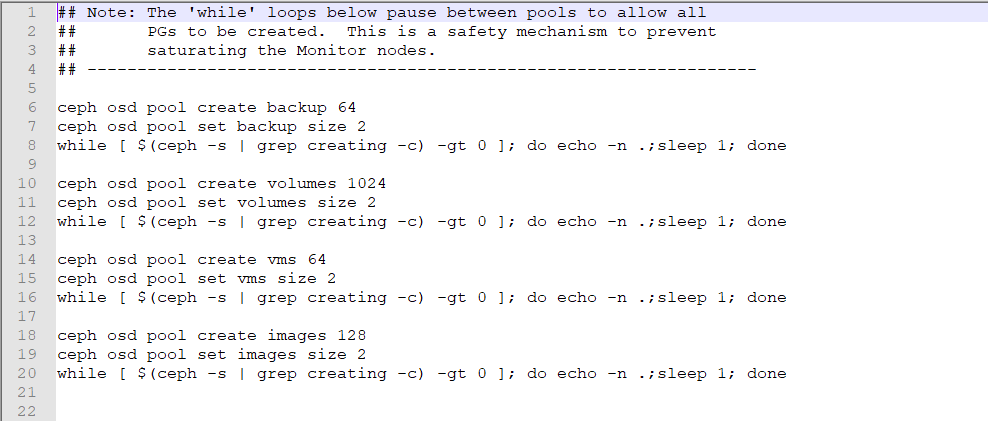 1 ## Note: The 'while' loops below pause between pools to allow all
2 ##       PGs to be created.  This is a safety mechanism to prevent
3 ##       saturating the Monitor nodes.
4 ## -------------------------------------------------------------------
5
6 ceph osd pool create backup 64
7 ceph osd pool set backup size 2
8 while [ $(ceph -s | grep creating -c) -gt 0 ]; do echo -n .;sleep 1; done
9
10 ceph osd pool create volumes 1024
11 ceph osd pool set volumes size 2
12 while [ $(ceph -s | grep creating -c) -gt 0 ]; do echo -n .;sleep 1; done
13
14 ceph osd pool create vms 64
15 ceph osd pool set vms size 2
16 while [ $(ceph -s | grep creating -c) -gt 0 ]; do echo -n .;sleep 1; done
17
18 ceph osd pool create images 128
19 ceph osd pool set images size 2
20 while [ $(ceph -s | grep creating -c) -gt 0 ]; do echo -n .;sleep 1; done
21
22